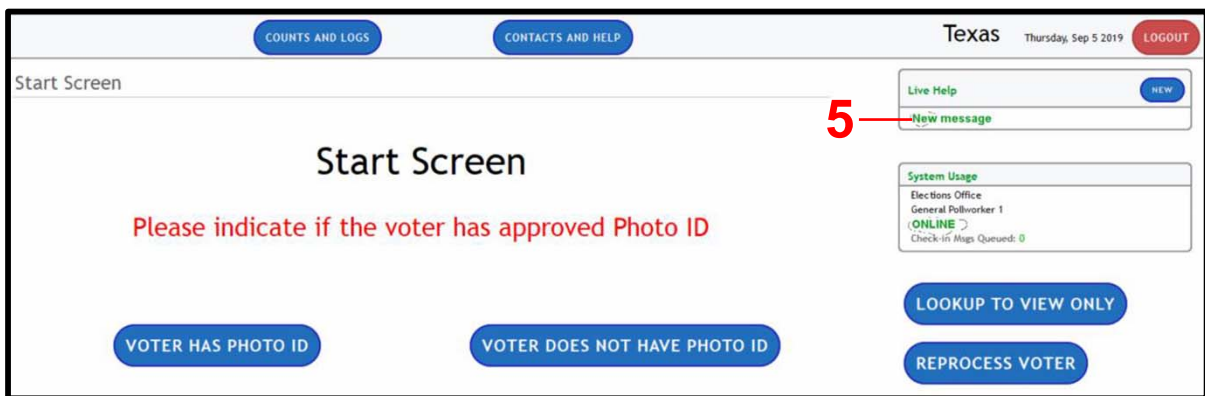 COUNTS AND LOGS
CONTACTS AND HELP
Texas
Thursday, Sep 5 2019
LOGOUT
Start Screen
Live Help
NEW
5
New message
Start Screen
Please indicate if the voter has approved Photo ID
System Usage
Elections Office
General Pollworker 1
ONLINE
Check-in Msgs Queued: 0
VOTER HAS PHOTO ID
VOTER DOES NOT HAVE PHOTO ID
LOOKUP TO VIEW ONLY
REPROCESS VOTER